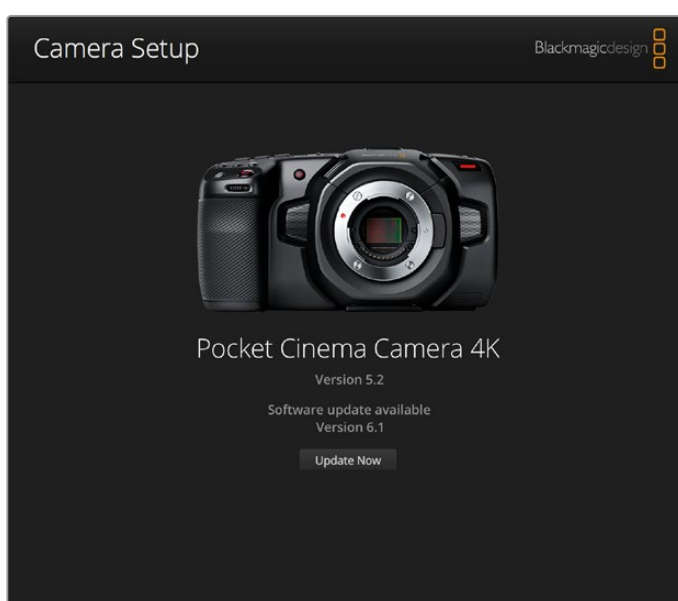 Camera Setup
Blackmagicdesign
Pocket Cinema Camera 4K
Version 5.2
Software update available
Version 6.1
Update Now